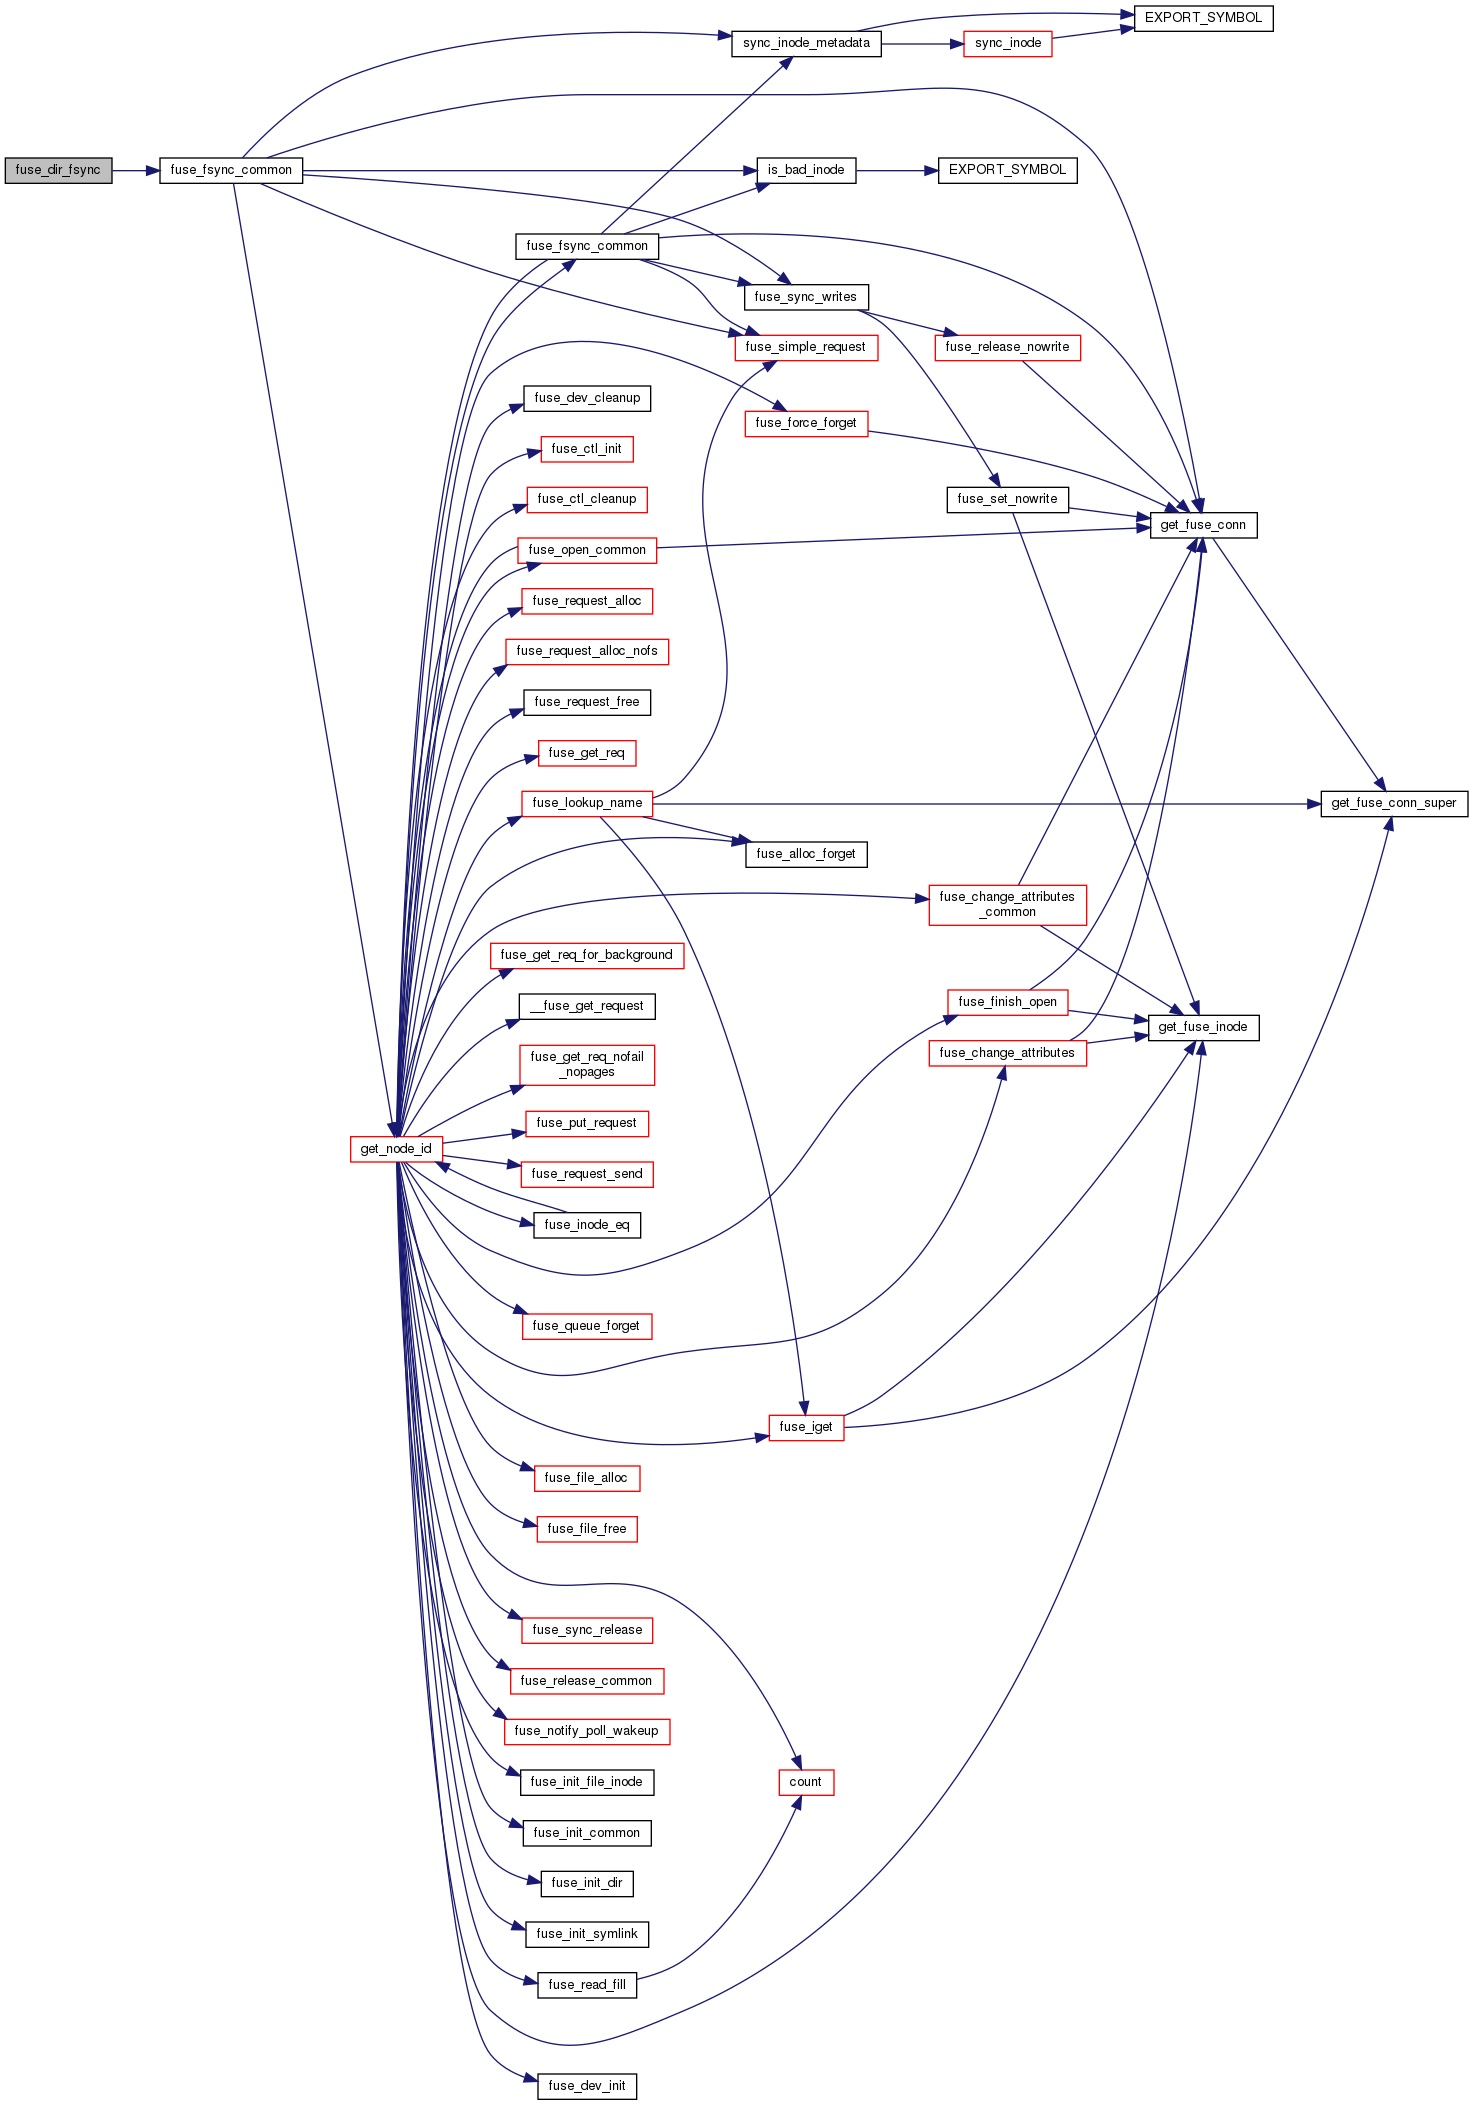 EXPORT_SYMBOL
sync_inode_metadata
sync_inode
fuse_dir_fsync
fuse_fsync_common
is_bad_inode
EXPORT_SYMBOL
fuse_fsync_common
fuse_sync_writes
fuse_simple_request
fuse_release_nowrite
fuse_dev_cleanup
fuse_force_forget
fuse_ctl_init
fuse_ctl_cleanup
fuse_set_nowrite
get_fuse_conn
fuse_open_common
fuse_request_alloc
fuse_request_alloc_nofs
fuse_request_free
fuse_get_req
fuse_lookup_name
get_fuse_conn_super
fuse_alloc_forget
fuse_change_attributes
_common
fuse_get_req_for_background
__fuse_get_request
fuse_finish_open
get_fuse_inode
fuse_change_attributes
fuse_get_req_nofail
_nopages
fuse_put_request
get_node_id
fuse_request_send
fuse_inode_eq
fuse_queue_forget
fuse_iget
fuse_file_alloc
fuse_file_free
fuse_sync_release
fuse_release_common
fuse_notify_poll_wakeup
fuse_init_file_inode
count
fuse_init_common
fuse_init_dir
fuse_init_symlink
fuse_read_fill
fuse_dev_init